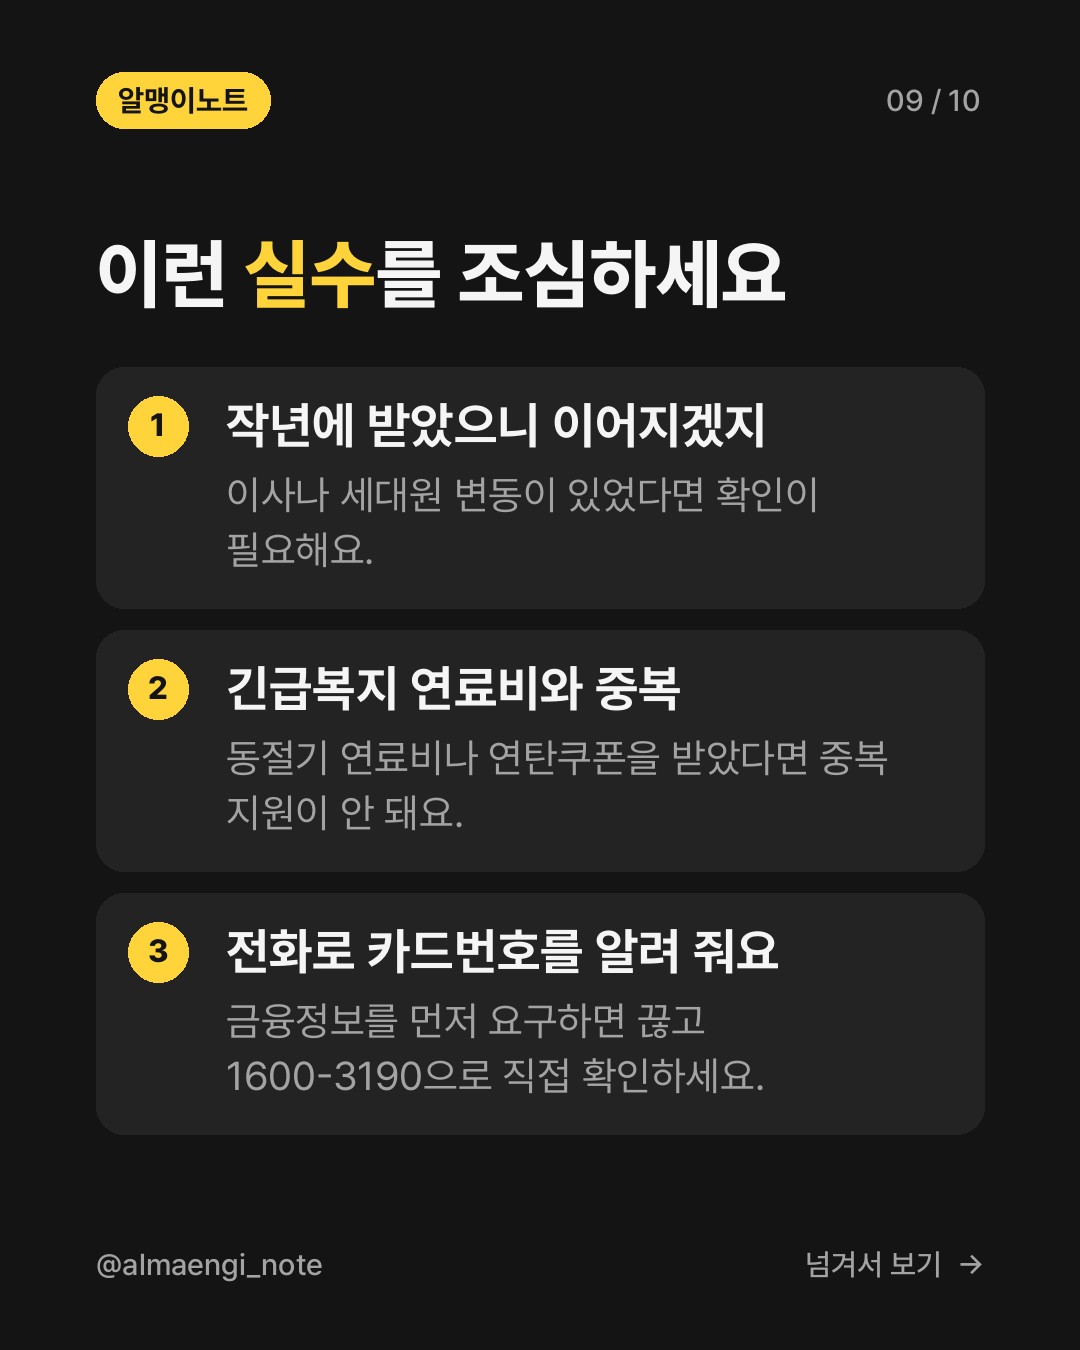 알맹이노트
09 / 10
이런 실수를 조심하세요
1
작년에 받았으니 이어지겠지
이사나 세대원 변동이 있었다면 확인이
필요해요.
2
긴급복지 연료비와 중복
동절기 연료비나 연탄쿠폰을 받았다면 중복
지원이 안 돼요.
3
전화로 카드번호를 알려 줘요
금융정보를 먼저 요구하면 끊고
1600-3190으로 직접 확인하세요.
@almaengi_note
넘겨서 보기 →